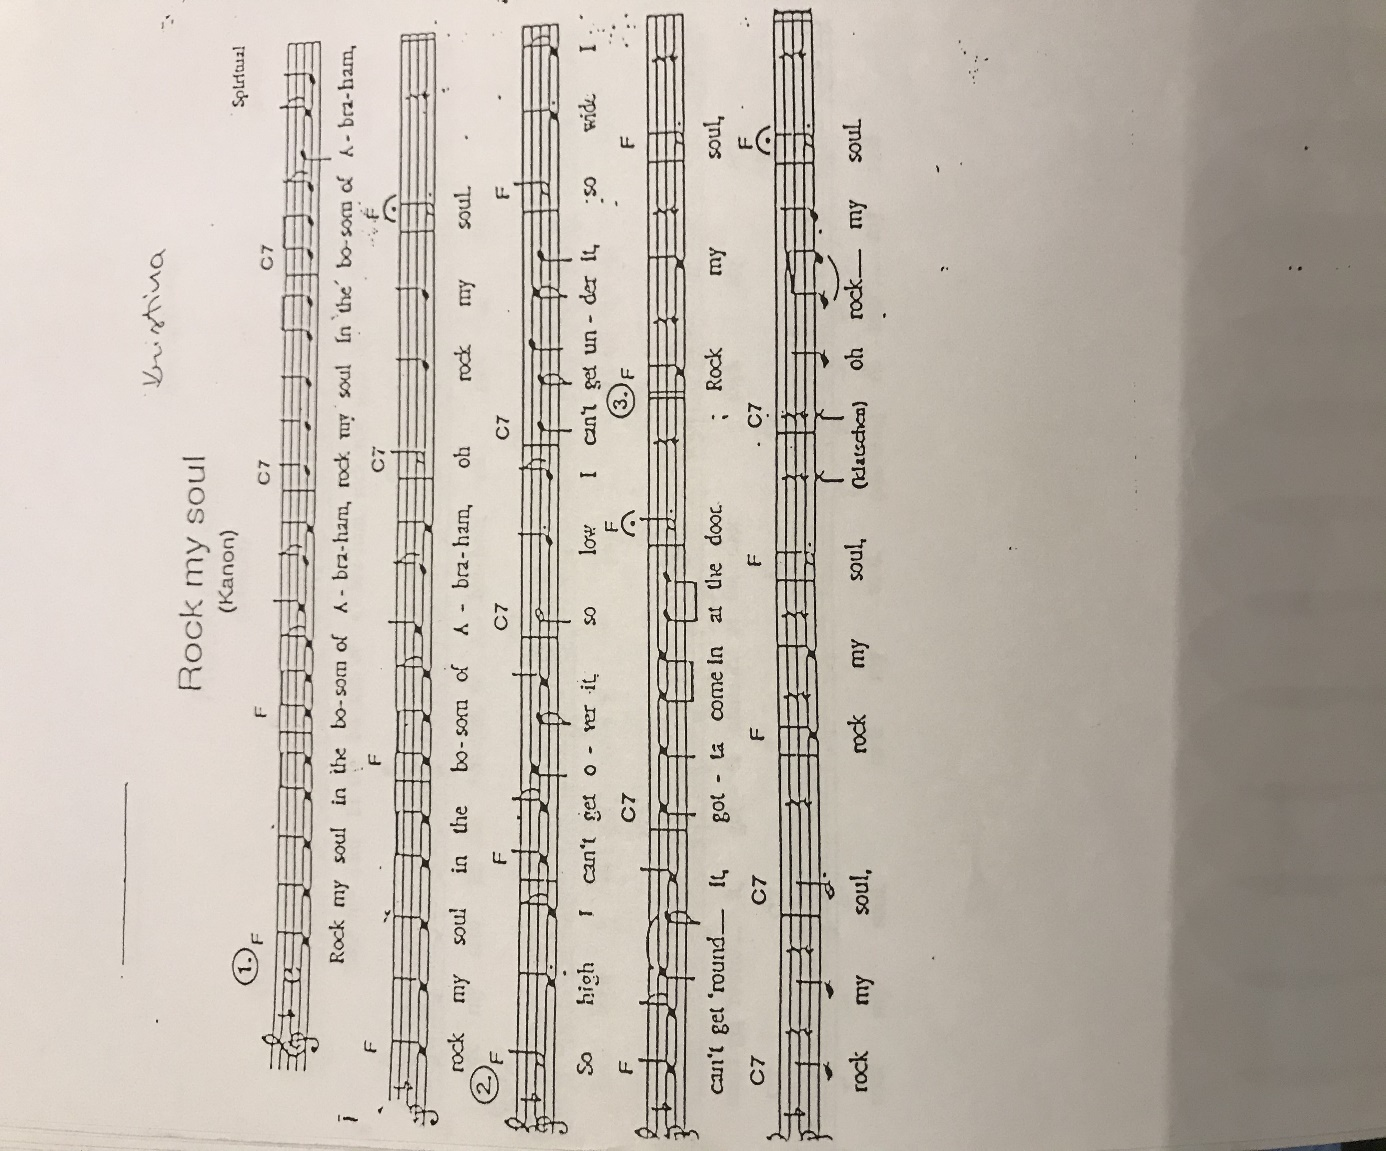 Kristina
Rock my soul
(Kanon)
Spiritual
1. F F C7 C7
Rock my soul in the bo-som of A - bra-ham, rock my soul in the bo-som of A - bra-ham,
F F C7 F
rock my soul in the bo-som of A - bra-ham, oh rock my soul.
2. F F C7 C7 F
So high I can't get o - ver it, so low I can't get un - der it, so wide I
F C7 F 3. F F
can't get 'round it, got - ta come in at the door. Rock my soul,
C7 C7 F F C7 F
rock my soul, rock my soul, (klatschen) oh rock my soul.